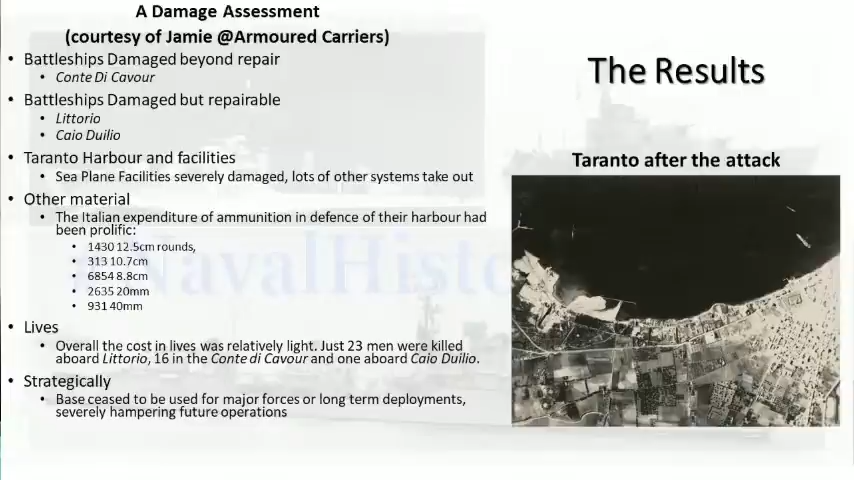 A Damage Assessment
(courtesy of Jamie @Armoured Carriers)
• Battleships Damaged beyond repair
• Conte Di Cavour
• Battleships Damaged but repairable
• Littorio
• Caio Duilio
• Taranto Harbour and facilities
• Sea Plane Facilities severely damaged, lots of other systems take out
• Other material
• The Italian expenditure of ammunition in defence of their harbour had
been prolific:
• 1430 12.5cm rounds,
• 313 10.7cm
• 6854 8.8cm
• 2635 20mm
• 931 40mm
• Lives
• Overall the cost in lives was relatively light. Just 23 men were killed
aboard Littorio, 16 in the Conte di Cavour and one aboard Caio Duilio.
• Strategically
• Base ceased to be used for major forces or long term deployments,
severely hampering future operations
The Results
Taranto after the attack